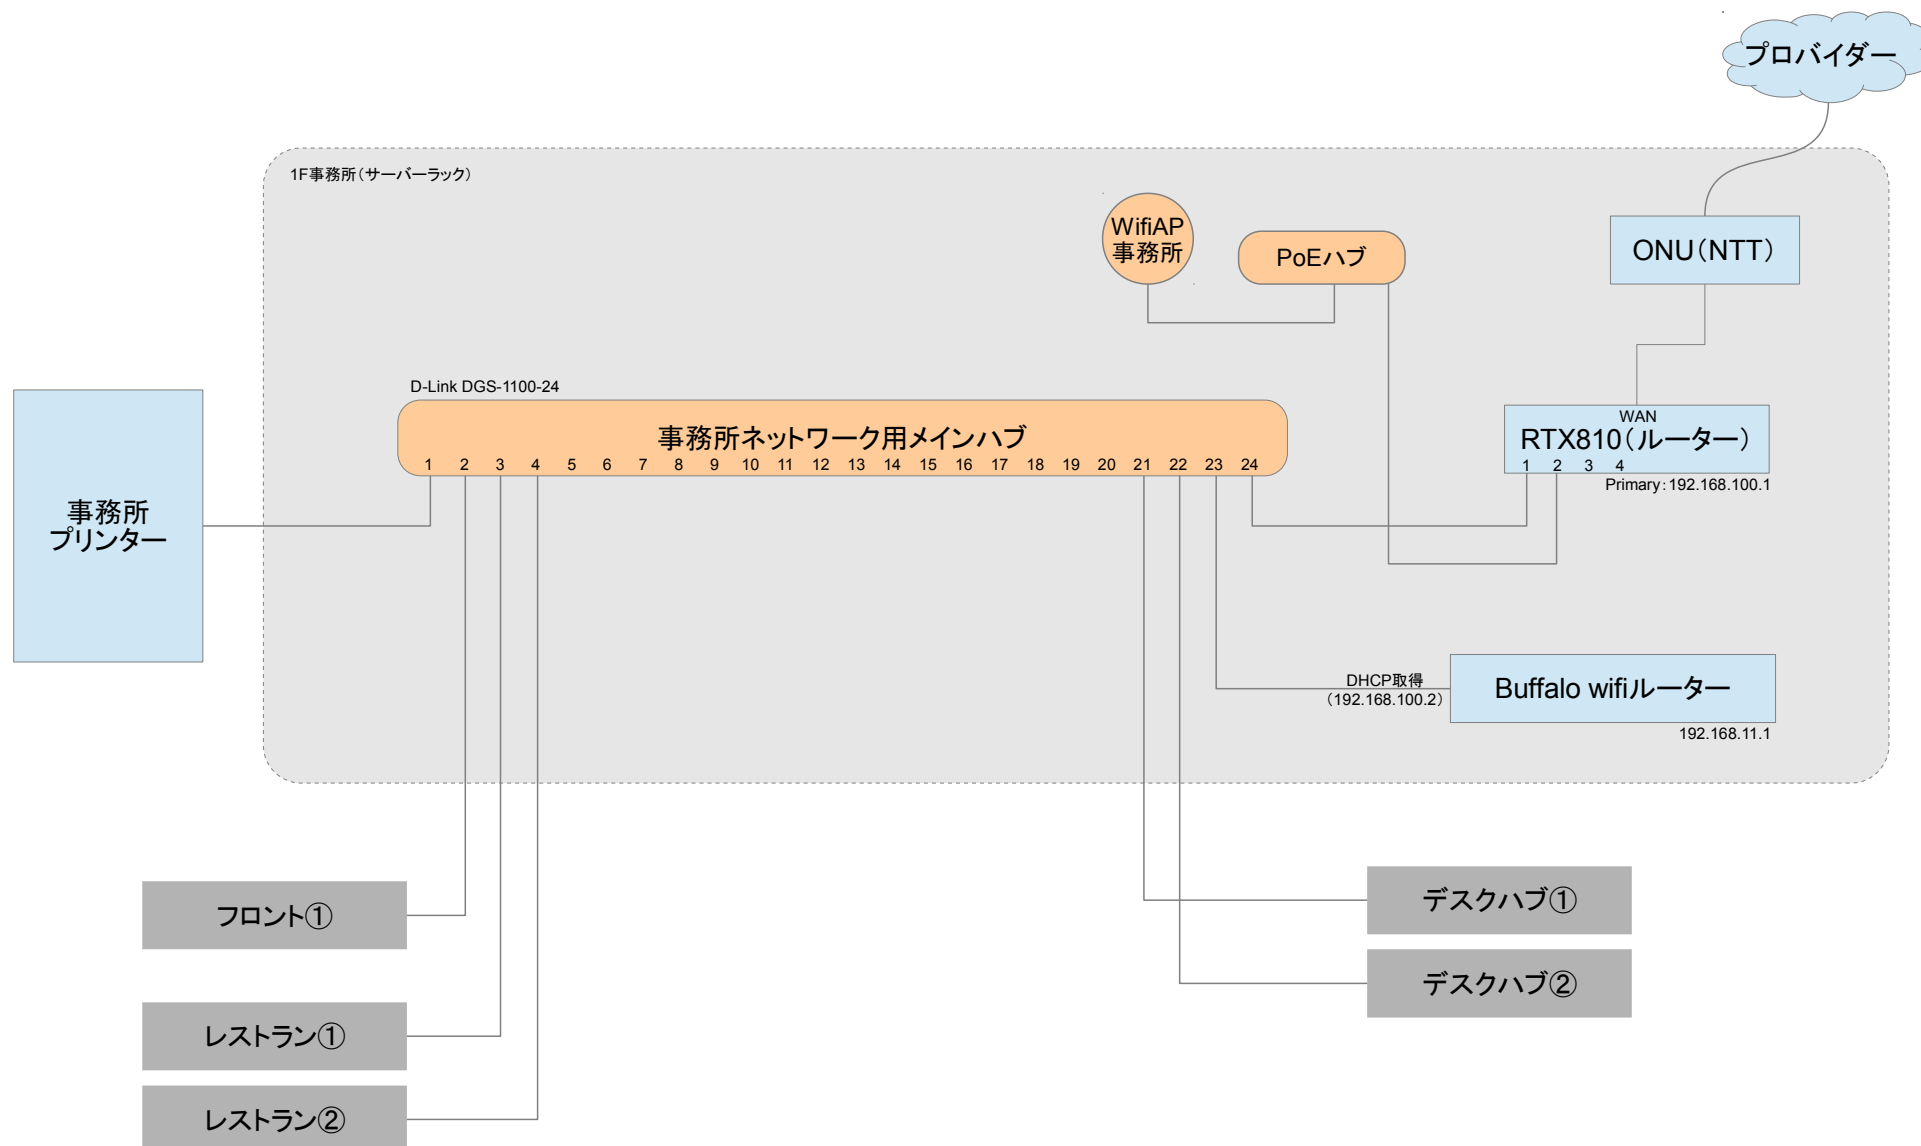 プロバイダー
1F事務所（サーバーラック）
WifiAP
事務所
PoEハブ
ONU（NTT）
D-Link DGS-1100-24
事務所ネットワーク用メインハブ
1 2 3 4 5 6 7 8 9 10 11 12 13 14 15 16 17 18 19 20 21 22 23 24
WAN
RTX810（ルーター）
1 2 3 4
Primary：192.168.100.1
事務所
プリンター
DHCP取得
（192.168.100.2）
Buffalo wifiルーター
192.168.11.1
フロント①
デスクハブ①
デスクハブ②
レストラン①
レストラン②